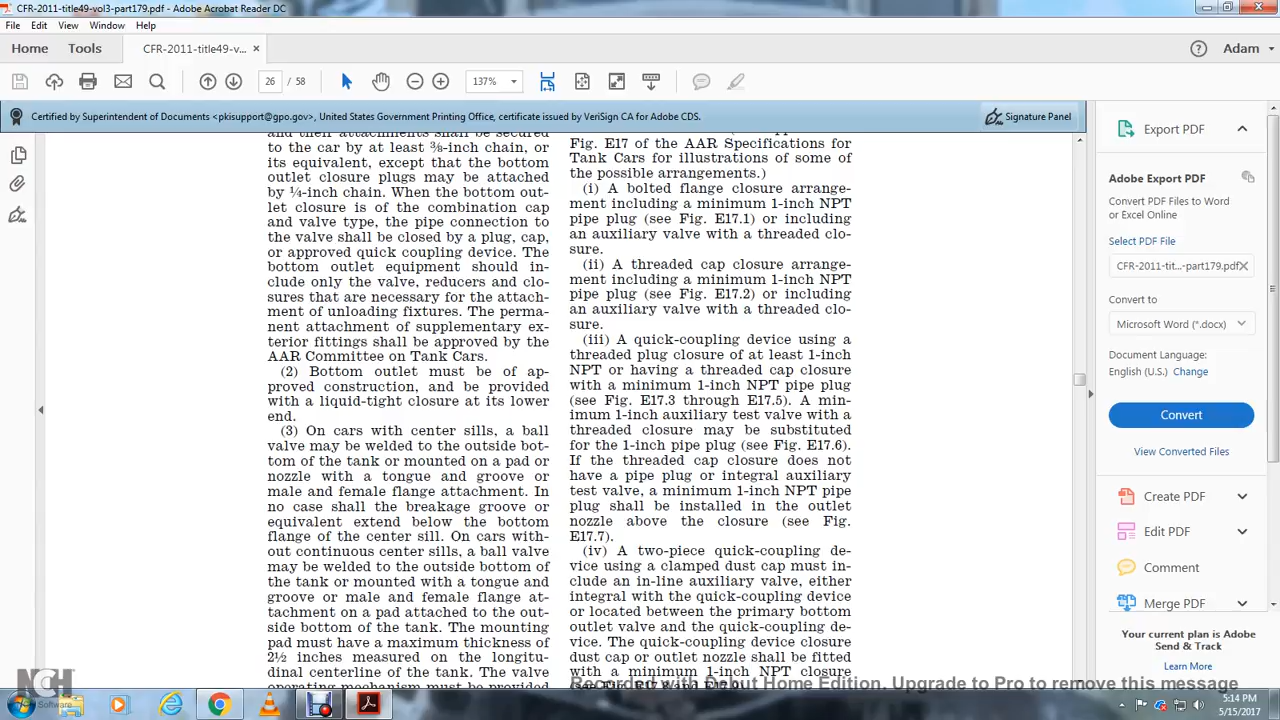 CFR-2011-title49-vol3-part179.pdf - Adobe Acrobat Reader DC
File Edit View Window Help
Home Tools CFR-2011-title49-v... × Adam
26 / 58 137%
Certified by Superintendent of Documents <pkisupport@gpo.gov>, United States Government Printing Office, certificate issued by VeriSign CA for Adobe CDS. Signature Panel
and their attachments shall be secured
to the car by at least ⅜-inch chain, or
its equivalent, except that the bottom
outlet closure plugs may be attached
by ¼-inch chain. When the bottom out-
let closure is of the combination cap
and valve type, the pipe connection to
the valve shall be closed by a plug, cap,
or approved quick coupling device. The
bottom outlet equipment should in-
clude only the valve, reducers and clo-
sures that are necessary for the attach-
ment of unloading fixtures. The perma-
nent attachment of supplementary ex-
terior fittings shall be approved by the
AAR Committee on Tank Cars.
(2) Bottom outlet must be of ap-
proved construction, and be provided
with a liquid-tight closure at its lower
end.
(3) On cars with center sills, a ball
valve may be welded to the outside bot-
tom of the tank or mounted on a pad or
nozzle with a tongue and groove or
male and female flange attachment. In
no case shall the breakage groove or
equivalent extend below the bottom
flange of the center sill. On cars with-
out continuous center sills, a ball valve
may be welded to the outside bottom of
the tank or mounted with a tongue and
groove or male and female flange at-
tachment on a pad attached to the out-
side bottom of the tank. The mounting
pad must have a maximum thickness of
2½ inches measured on the longitu-
dinal centerline of the tank. The valve
operating mechanism must be provided
Fig. E17 of the AAR Specifications for
Tank Cars for illustrations of some of
the possible arrangements.)
(i) A bolted flange closure arrange-
ment including a minimum 1-inch NPT
pipe plug (see Fig. E17.1) or including
an auxiliary valve with a threaded clo-
sure.
(ii) A threaded cap closure arrange-
ment including a minimum 1-inch NPT
pipe plug (see Fig. E17.2) or including
an auxiliary valve with a threaded clo-
sure.
(iii) A quick-coupling device using a
threaded plug closure of at least 1-inch
NPT or having a threaded cap closure
with a minimum 1-inch NPT pipe plug
(see Fig. E17.3 through E17.5). A min-
imum 1-inch auxiliary test valve with a
threaded closure may be substituted
for the 1-inch pipe plug (see Fig. E17.6).
If the threaded cap closure does not
have a pipe plug or integral auxiliary
test valve, a minimum 1-inch NPT pipe
plug shall be installed in the outlet
nozzle above the closure (see Fig.
E17.7).
(iv) A two-piece quick-coupling de-
vice using a clamped dust cap must in-
clude an in-line auxiliary valve, either
integral with the quick-coupling device
or located between the primary bottom
outlet valve and the quick-coupling de-
vice. The quick-coupling device closure
dust cap or outlet nozzle shall be fitted
with a minimum 1-inch NPT closure
Export PDF
Adobe Export PDF
Convert PDF Files to Word
or Excel Online
Select PDF File
CFR-2011-tit...-part179.pdf
Convert to
Microsoft Word (*.docx)
Document Language:
English (U.S.) Change
Convert
View Converted Files
Create PDF
Edit PDF
Comment
Merge PDF
Your current plan is Adobe
Send & Track
Learn More
Recorded with Debut Home Edition. Upgrade to Pro to remove this message
NCH
Software
5:14 PM
5/15/2017